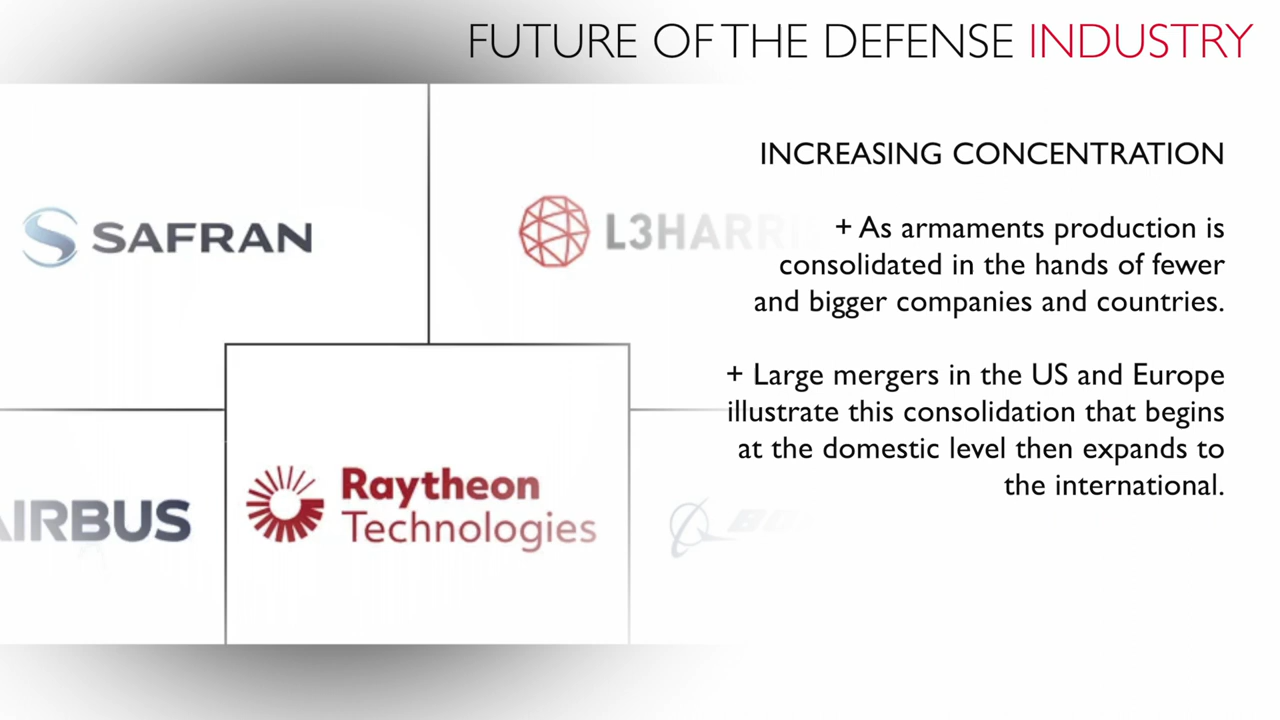 FUTURE OF THE DEFENSE INDUSTRY
INCREASING CONCENTRATION
+ As armaments production is
consolidated in the hands of fewer
and bigger companies and countries.
+ Large mergers in the US and Europe
illustrate this consolidation that begins
at the domestic level then expands to
the international.
SAFRAN
L3HARR
AIRBUS
Raytheon
Technologies